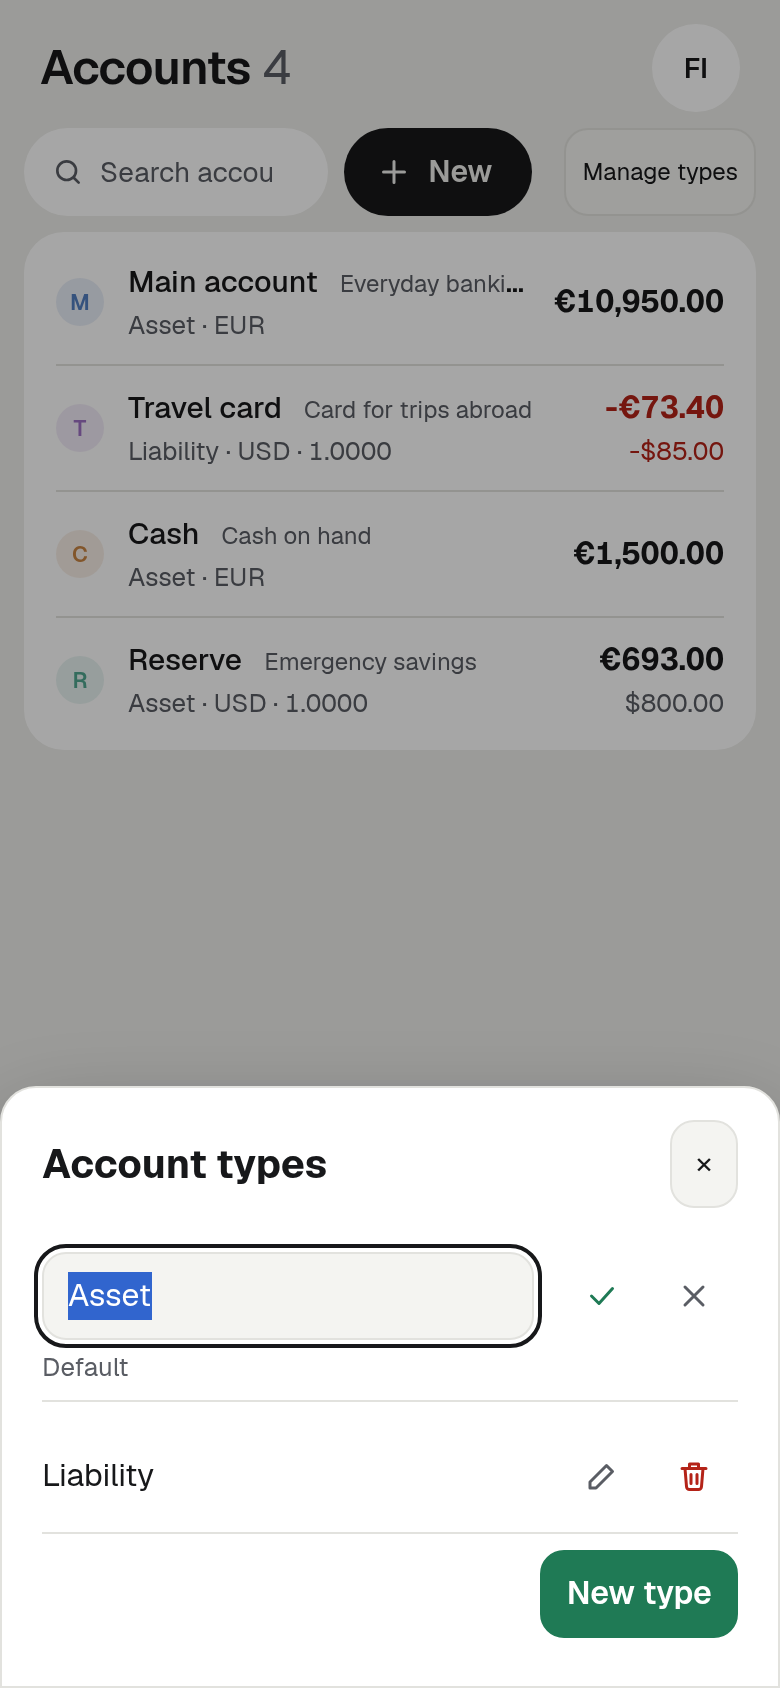 Accounts 4
FI
Search accou
New
Manage types
M
Main account Everyday banki...
€10,950.00
Asset · EUR
T
Travel card Card for trips abroad
-€73.40
Liability · USD · 1.0000
-$85.00
C
Cash Cash on hand
€1,500.00
Asset · EUR
R
Reserve Emergency savings
€693.00
Asset · USD · 1.0000
$800.00
Account types
Asset
Default
Liability
New type